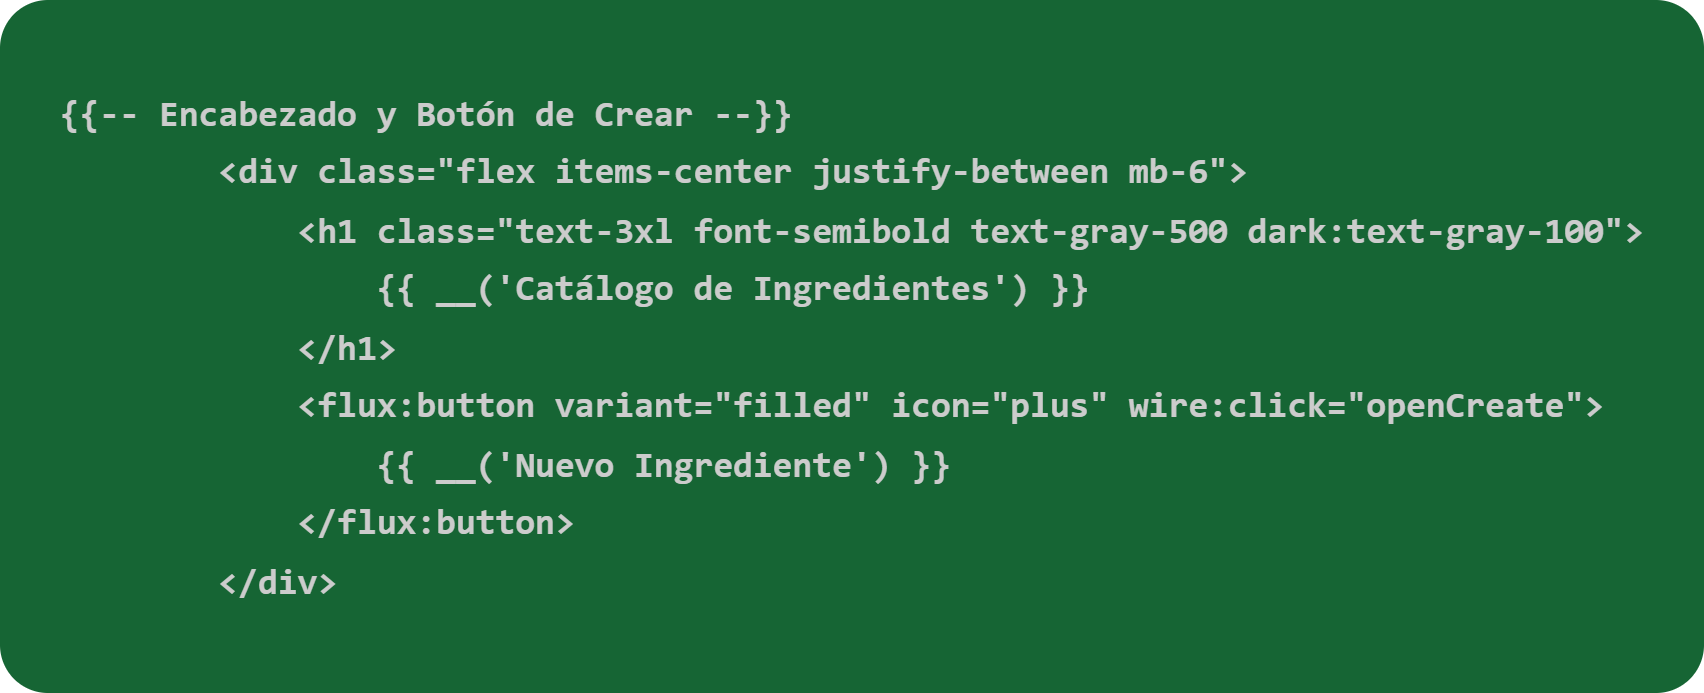 {{-- Encabezado y Botón de Crear --}}
        <div class="flex items-center justify-between mb-6">
            <h1 class="text-3xl font-semibold text-gray-500 dark:text-gray-100">
                {{ __('Catálogo de Ingredientes') }}
            </h1>
            <flux:button variant="filled" icon="plus" wire:click="openCreate">
                {{ __('Nuevo Ingrediente') }}
            </flux:button>
        </div>